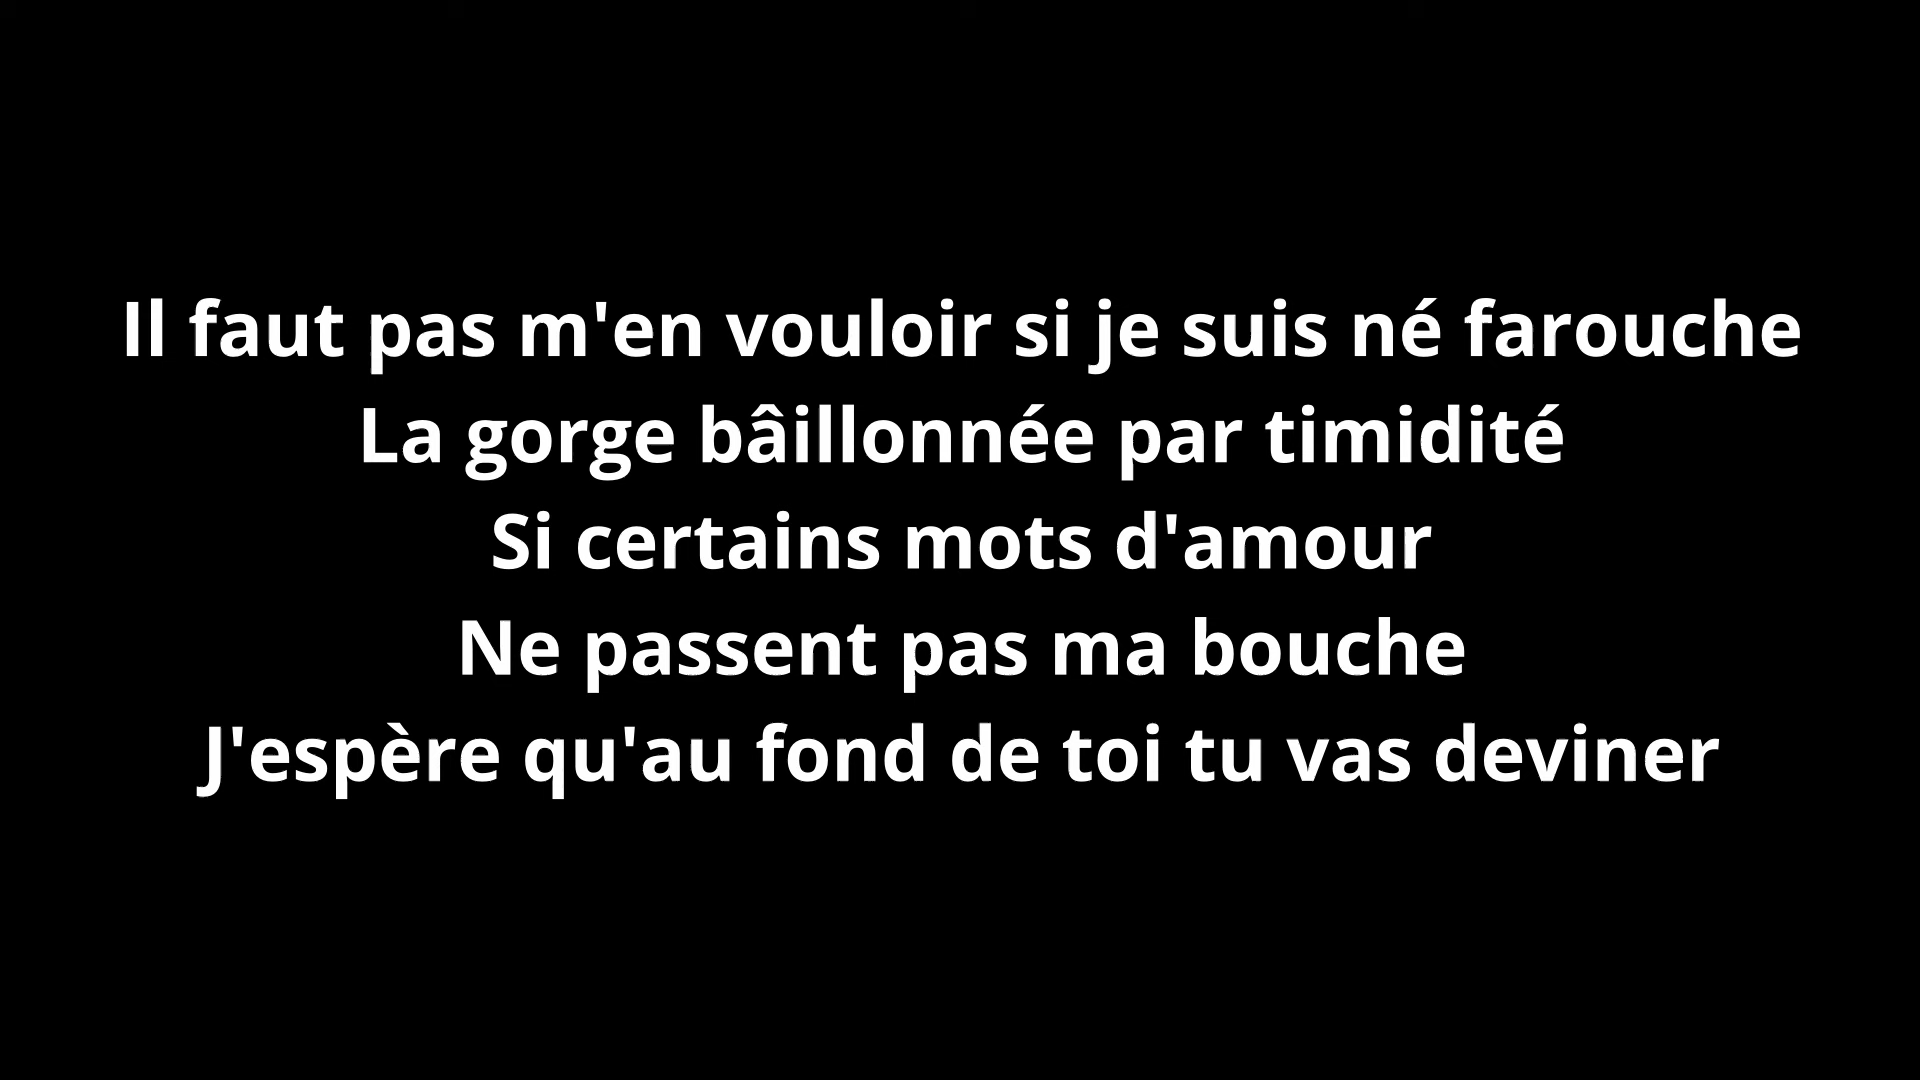 Il faut pas m'en vouloir si je suis né farouche
La gorge bâillonnée par timidité
Si certains mots d'amour
Ne passent pas ma bouche
J'espère qu'au fond de toi tu vas deviner